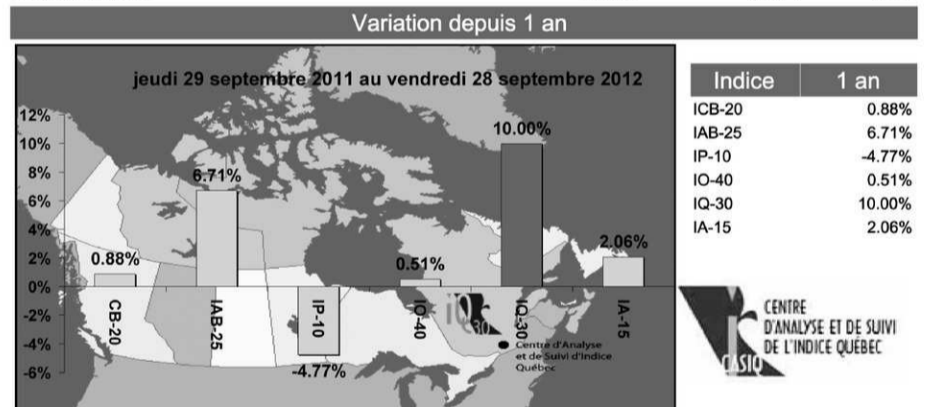 Variation depuis 1 an
jeudi 29 septembre 2011 au vendredi 28 septembre 2012
12%
10%
8%
6%
4%
2%
0%
-2%
-4%
-6%
0.88%
6.71%
-4.77%
0.51%
10.00%
2.06%
CB-20
IAB-25
IP-10
IO-40
IQ-30
IA-15
iQ30
Centre d'Analyse
et de Suivi d'Indice
Québec
Indice 1 an
ICB-20 0.88%
IAB-25 6.71%
IP-10 -4.77%
IO-40 0.51%
IQ-30 10.00%
IA-15 2.06%
CASIQ
CENTRE
D'ANALYSE ET DE SUIVI
DE L'INDICE QUÉBEC